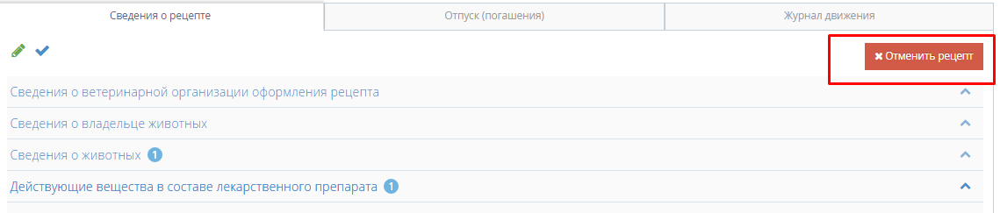 Сведения о рецепте
Отпуск (погашения)
Журнал движения
Отменить рецепт
Сведения о ветеринарной организации оформления рецепта
Сведения о владельце животных
Сведения о животных 1
Действующие вещества в составе лекарственного препарата 1